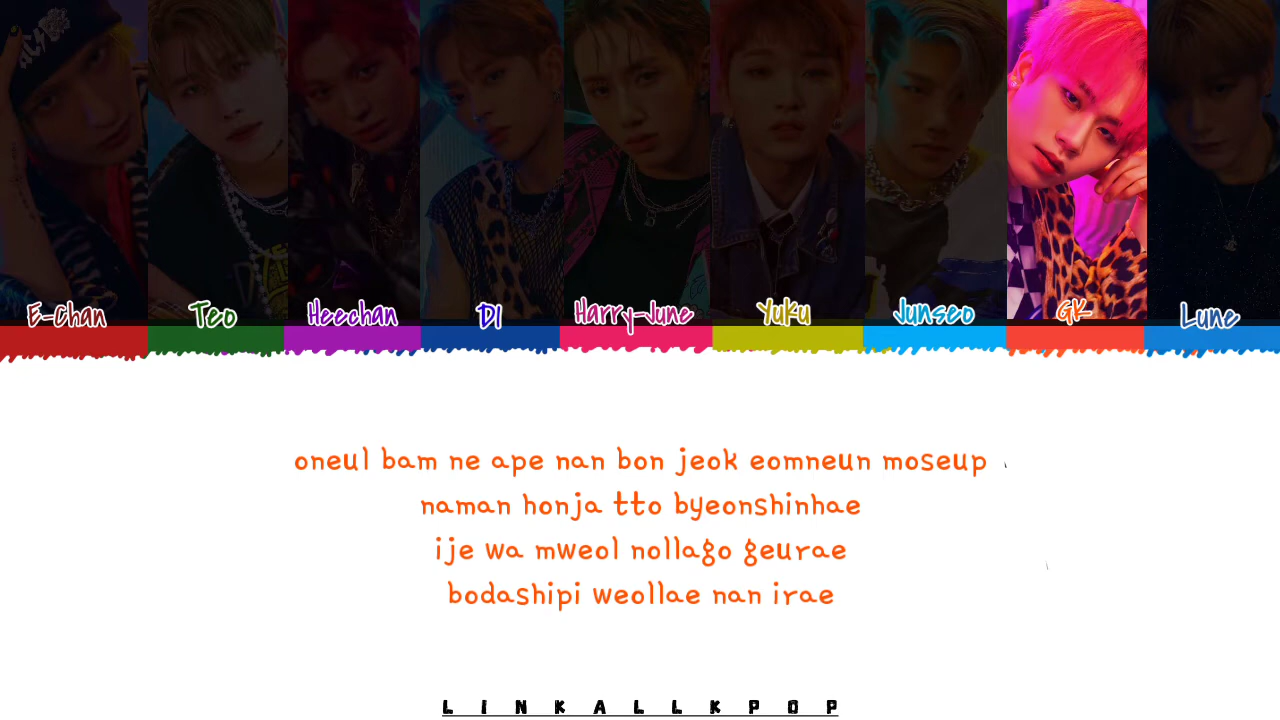 E-Chan
Teo
Heechan
DI
Harry-June
Yuku
Junseo
GK
Lune
oneul bam ne ape nan bon jeok eomneun moseup
naman honja tto byeonshinhae
ije wa mweol nollago geurae
bodashipi weollae nan irae
LINKALLKPOP